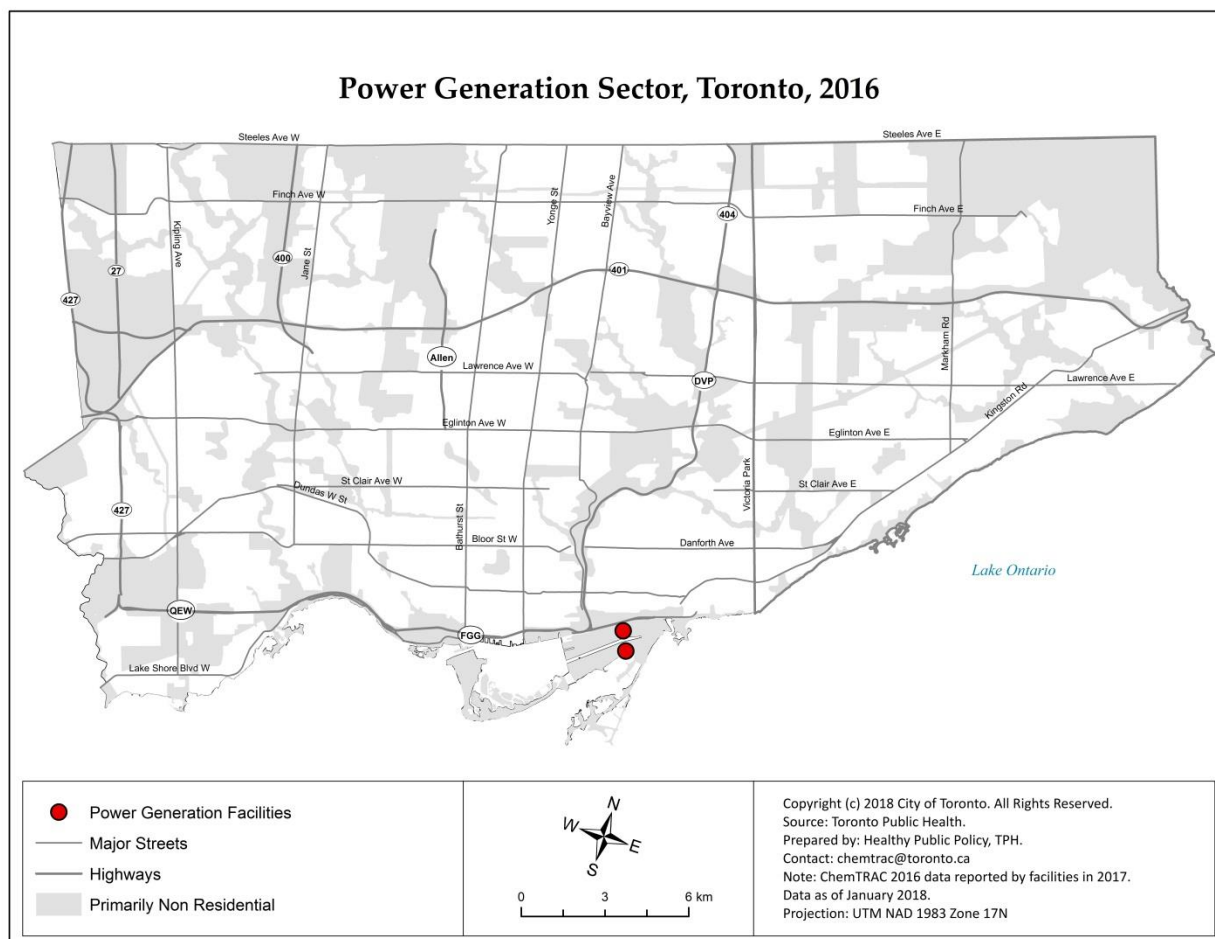 Power Generation Sector, Toronto, 2016
Steeles Ave W
Steeles Ave E
Finch Ave W
Finch Ave E
Kipling Ave
Jane St
Yonge St
Bayview Ave
404
400
27
427
401
Markham Rd
Allen
Lawrence Ave W
DVP
Lawrence Ave E
Kingston Rd
Eglinton Ave W
Eglinton Ave E
St Clair Ave W
St Clair Ave E
Dundas W St
Victoria Park
427
Bathurst St
Bloor St W
Danforth Ave
Lake Ontario
QEW
FGG
Lake Shore Blvd W
Power Generation Facilities
Major Streets
Highways
Primarily Non Residential
N
W
E
S
0 3 6 km
Copyright (c) 2018 City of Toronto. All Rights Reserved.
Source: Toronto Public Health.
Prepared by: Healthy Public Policy, TPH.
Contact: chemtrac@toronto.ca
Note: ChemTRAC 2016 data reported by facilities in 2017.
Data as of January 2018.
Projection: UTM NAD 1983 Zone 17N